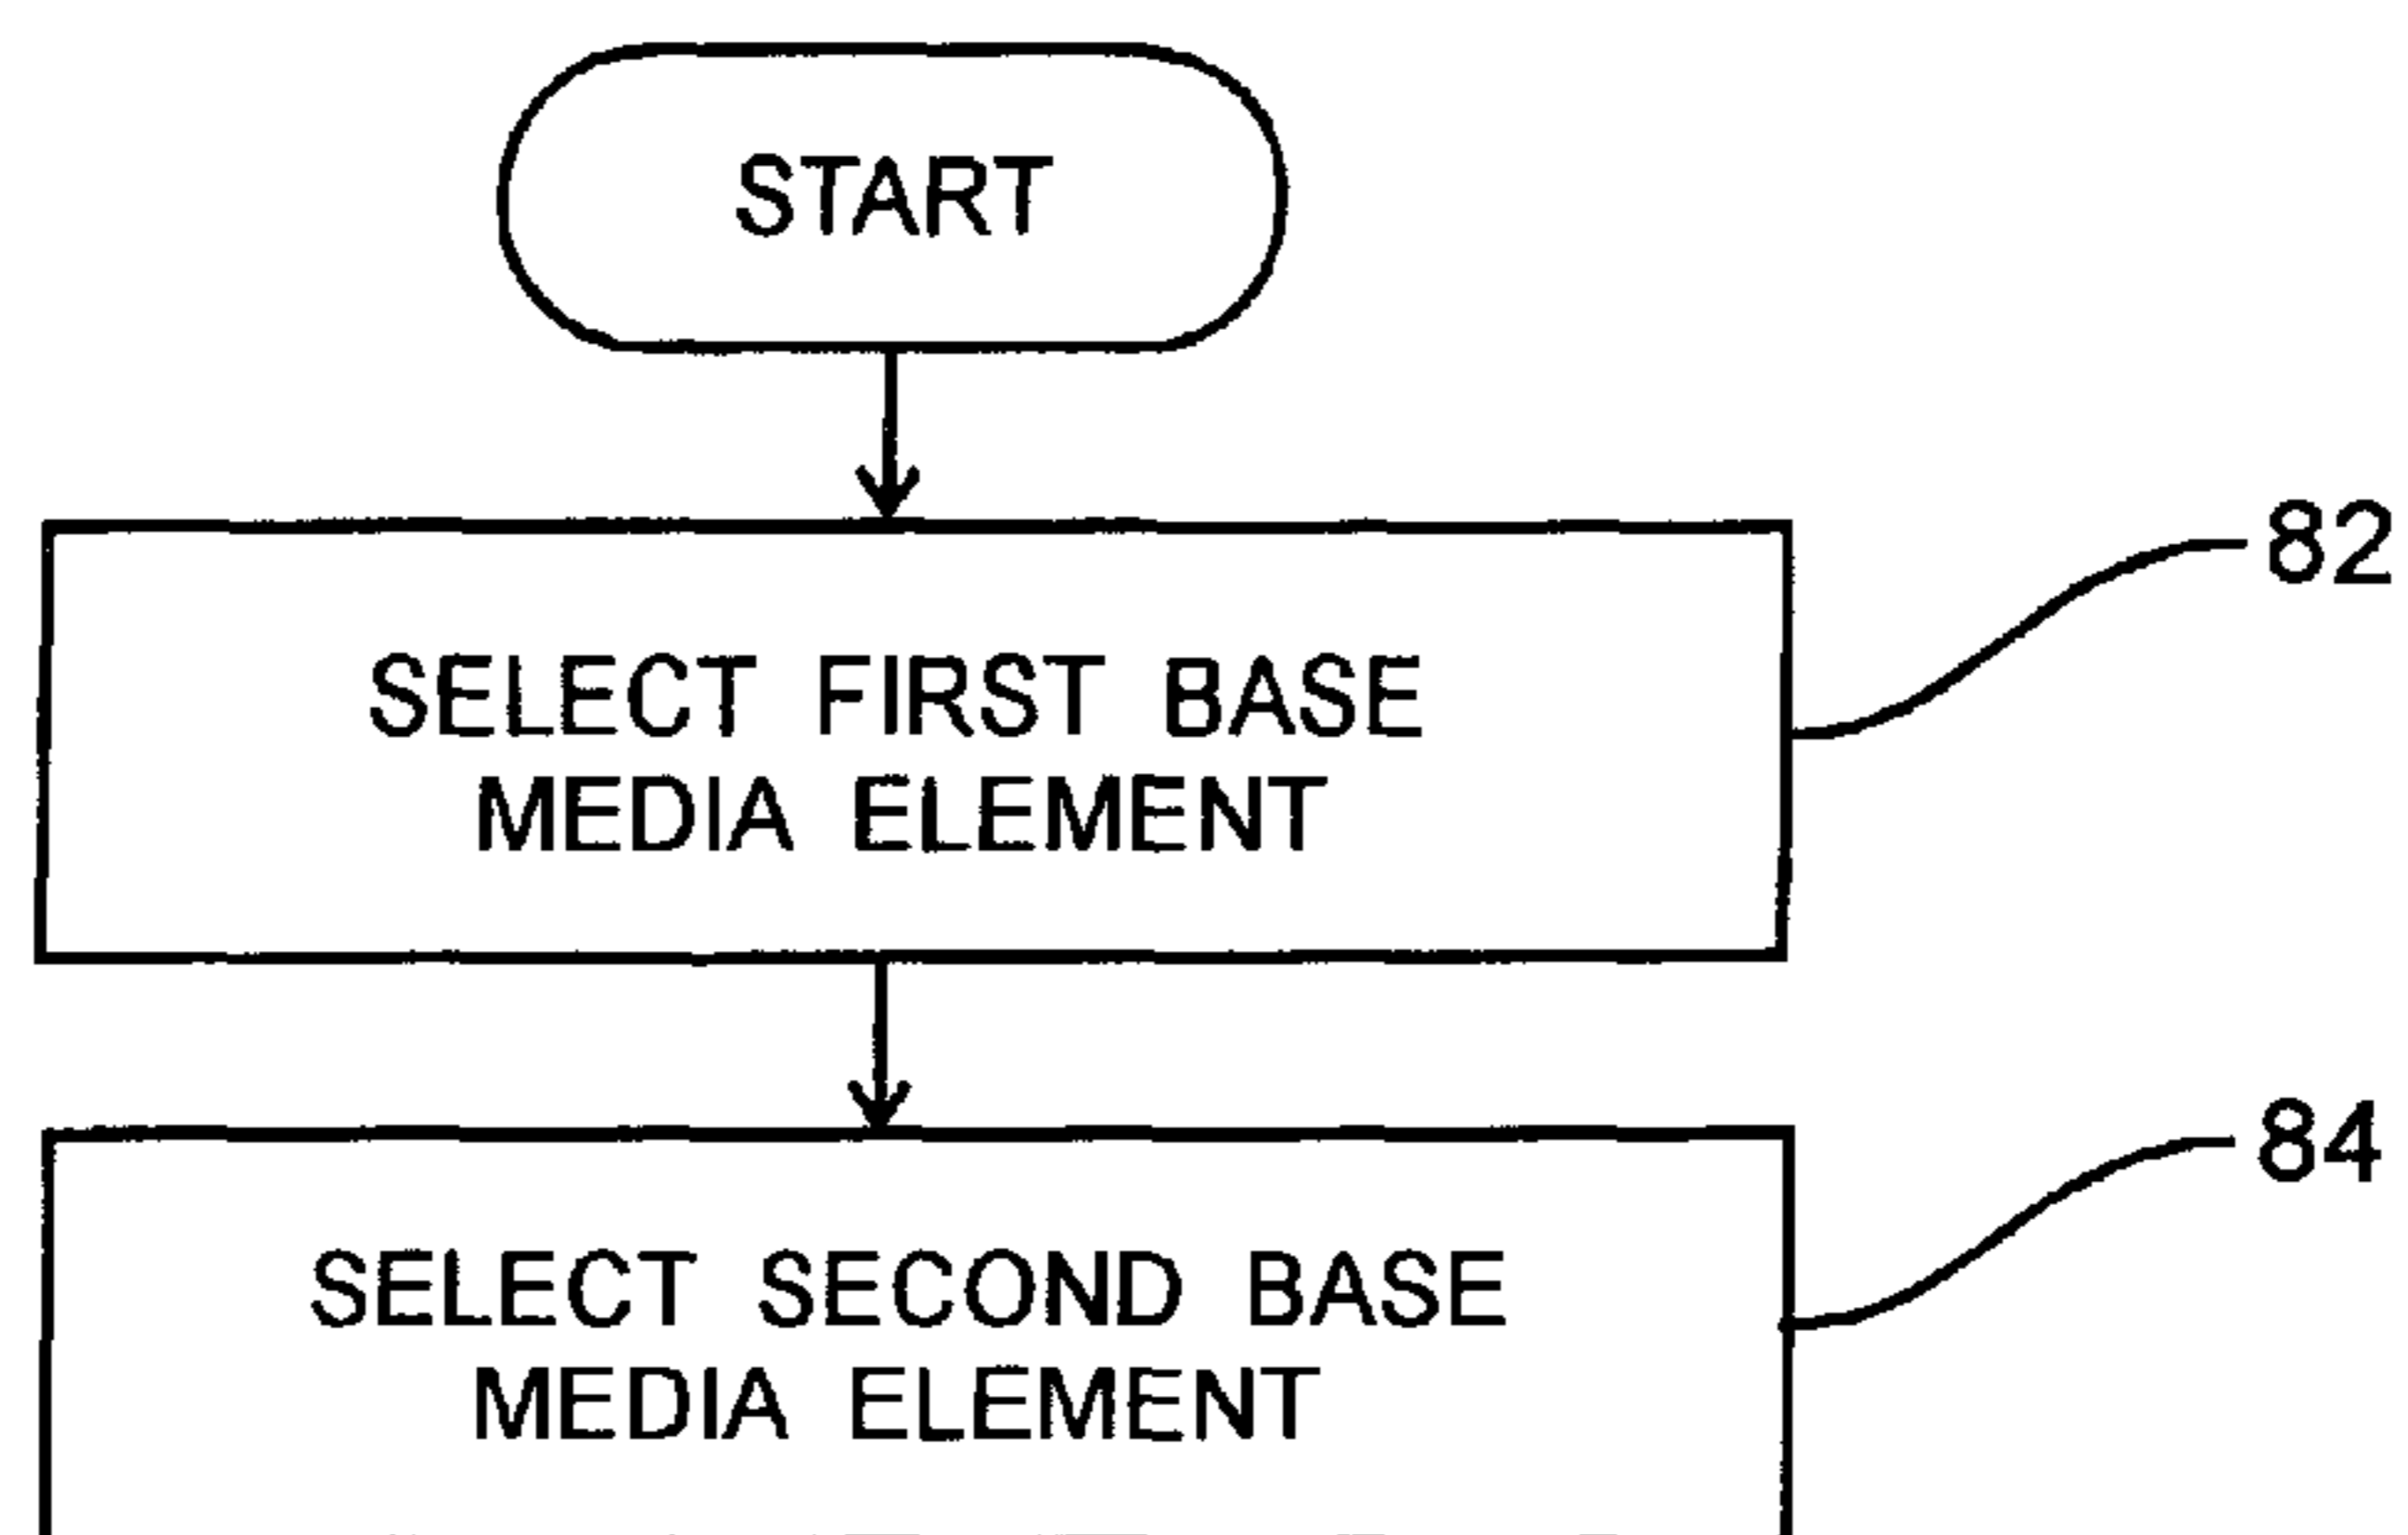 START
82
SELECT FIRST BASE
MEDIA ELEMENT
84
SELECT SECOND BASE
MEDIA ELEMENT